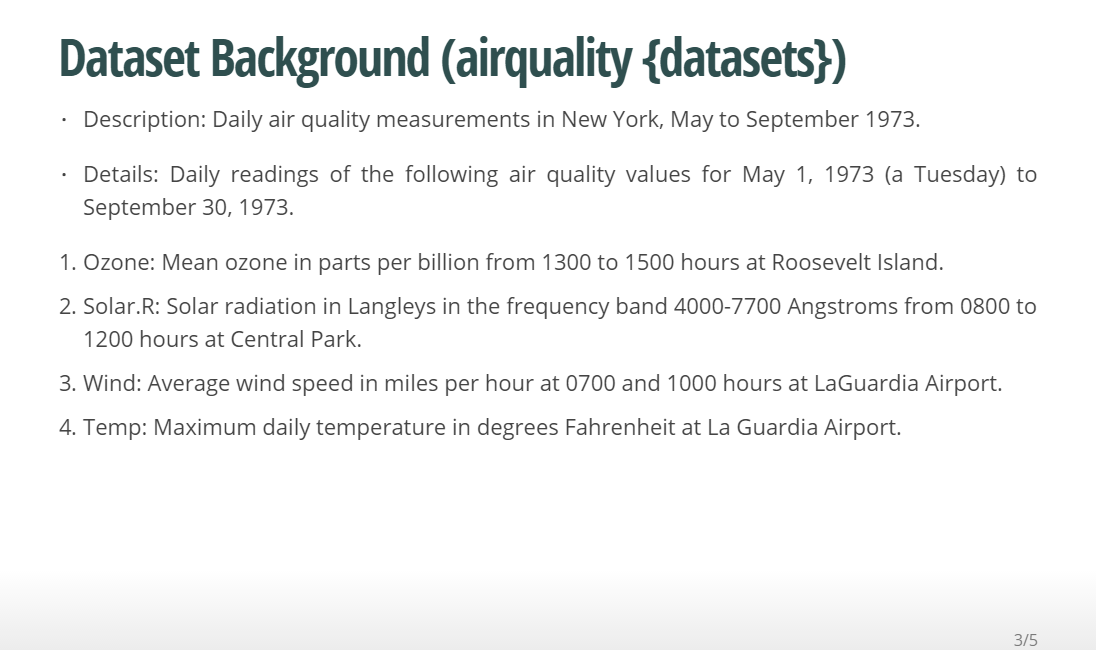 Dataset Background (airquality {datasets})
· Description: Daily air quality measurements in New York, May to September 1973.
· Details: Daily readings of the following air quality values for May 1, 1973 (a Tuesday) to
September 30, 1973.
1. Ozone: Mean ozone in parts per billion from 1300 to 1500 hours at Roosevelt Island.
2. Solar.R: Solar radiation in Langleys in the frequency band 4000-7700 Angstroms from 0800 to
1200 hours at Central Park.
3. Wind: Average wind speed in miles per hour at 0700 and 1000 hours at LaGuardia Airport.
4. Temp: Maximum daily temperature in degrees Fahrenheit at La Guardia Airport.
3/5